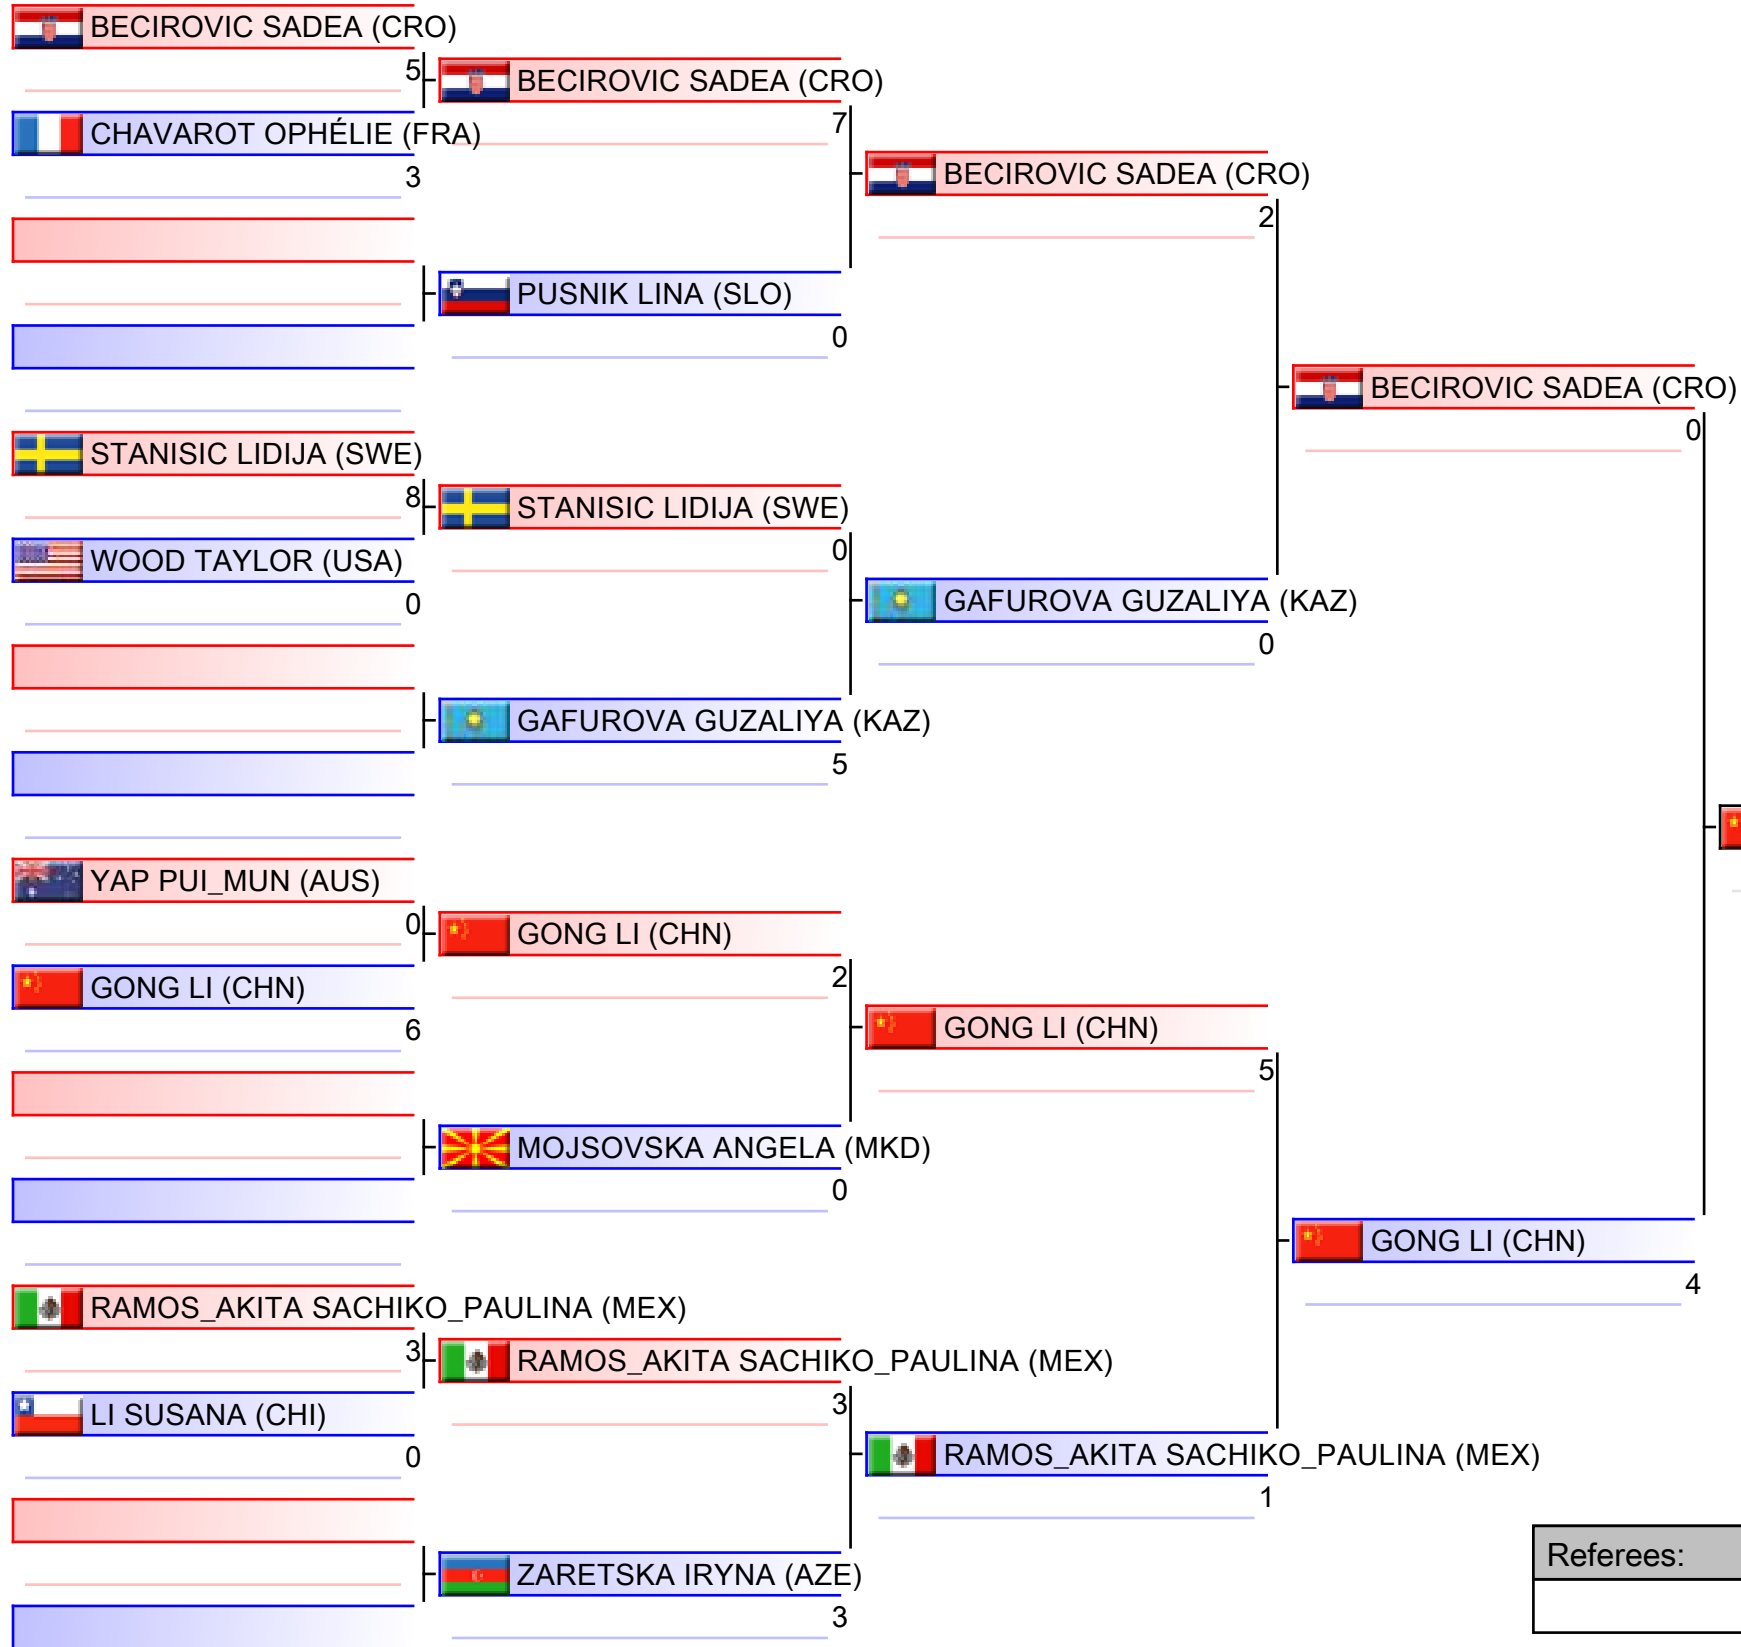 BECIROVIC SADEA (CRO)
5
BECIROVIC SADEA (CRO)
7
CHAVAROT OPHÉLIE (FRA)
3
BECIROVIC SADEA (CRO)
2
PUSNIK LINA (SLO)
0
BECIROVIC SADEA (CRO)
0
STANISIC LIDIJA (SWE)
8
STANISIC LIDIJA (SWE)
0
WOOD TAYLOR (USA)
0
GAFUROVA GUZALIYA (KAZ)
0
GAFUROVA GUZALIYA (KAZ)
5
YAP PUI_MUN (AUS)
0
GONG LI (CHN)
2
GONG LI (CHN)
6
GONG LI (CHN)
5
MOJSOVSKA ANGELA (MKD)
0
GONG LI (CHN)
4
RAMOS_AKITA SACHIKO_PAULINA (MEX)
3
RAMOS_AKITA SACHIKO_PAULINA (MEX)
3
LI SUSANA (CHI)
0
RAMOS_AKITA SACHIKO_PAULINA (MEX)
1
ZARETSKA IRYNA (AZE)
3
Referees: